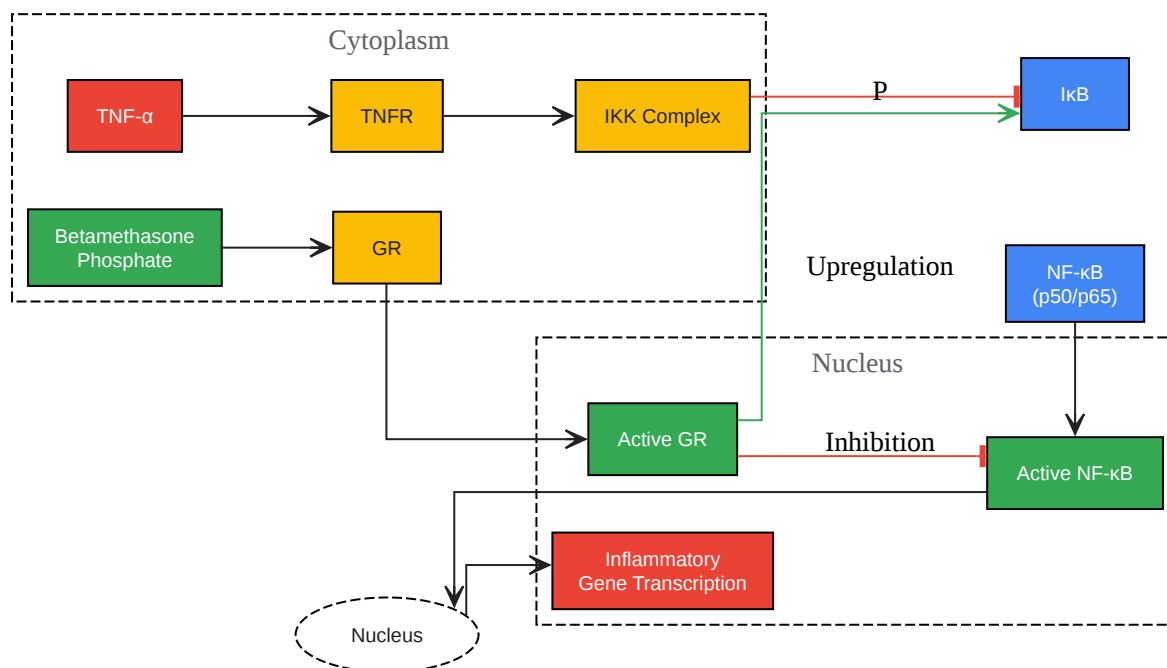 Cytoplasm
TNF-α
TNFR
IKK Complex
P
IκB
Betamethasone
Phosphate
GR
Upregulation
NF-κB
(p50/p65)
Nucleus
Active GR
Inhibition
Active NF-κB
Inflammatory
Gene Transcription
Nucleus